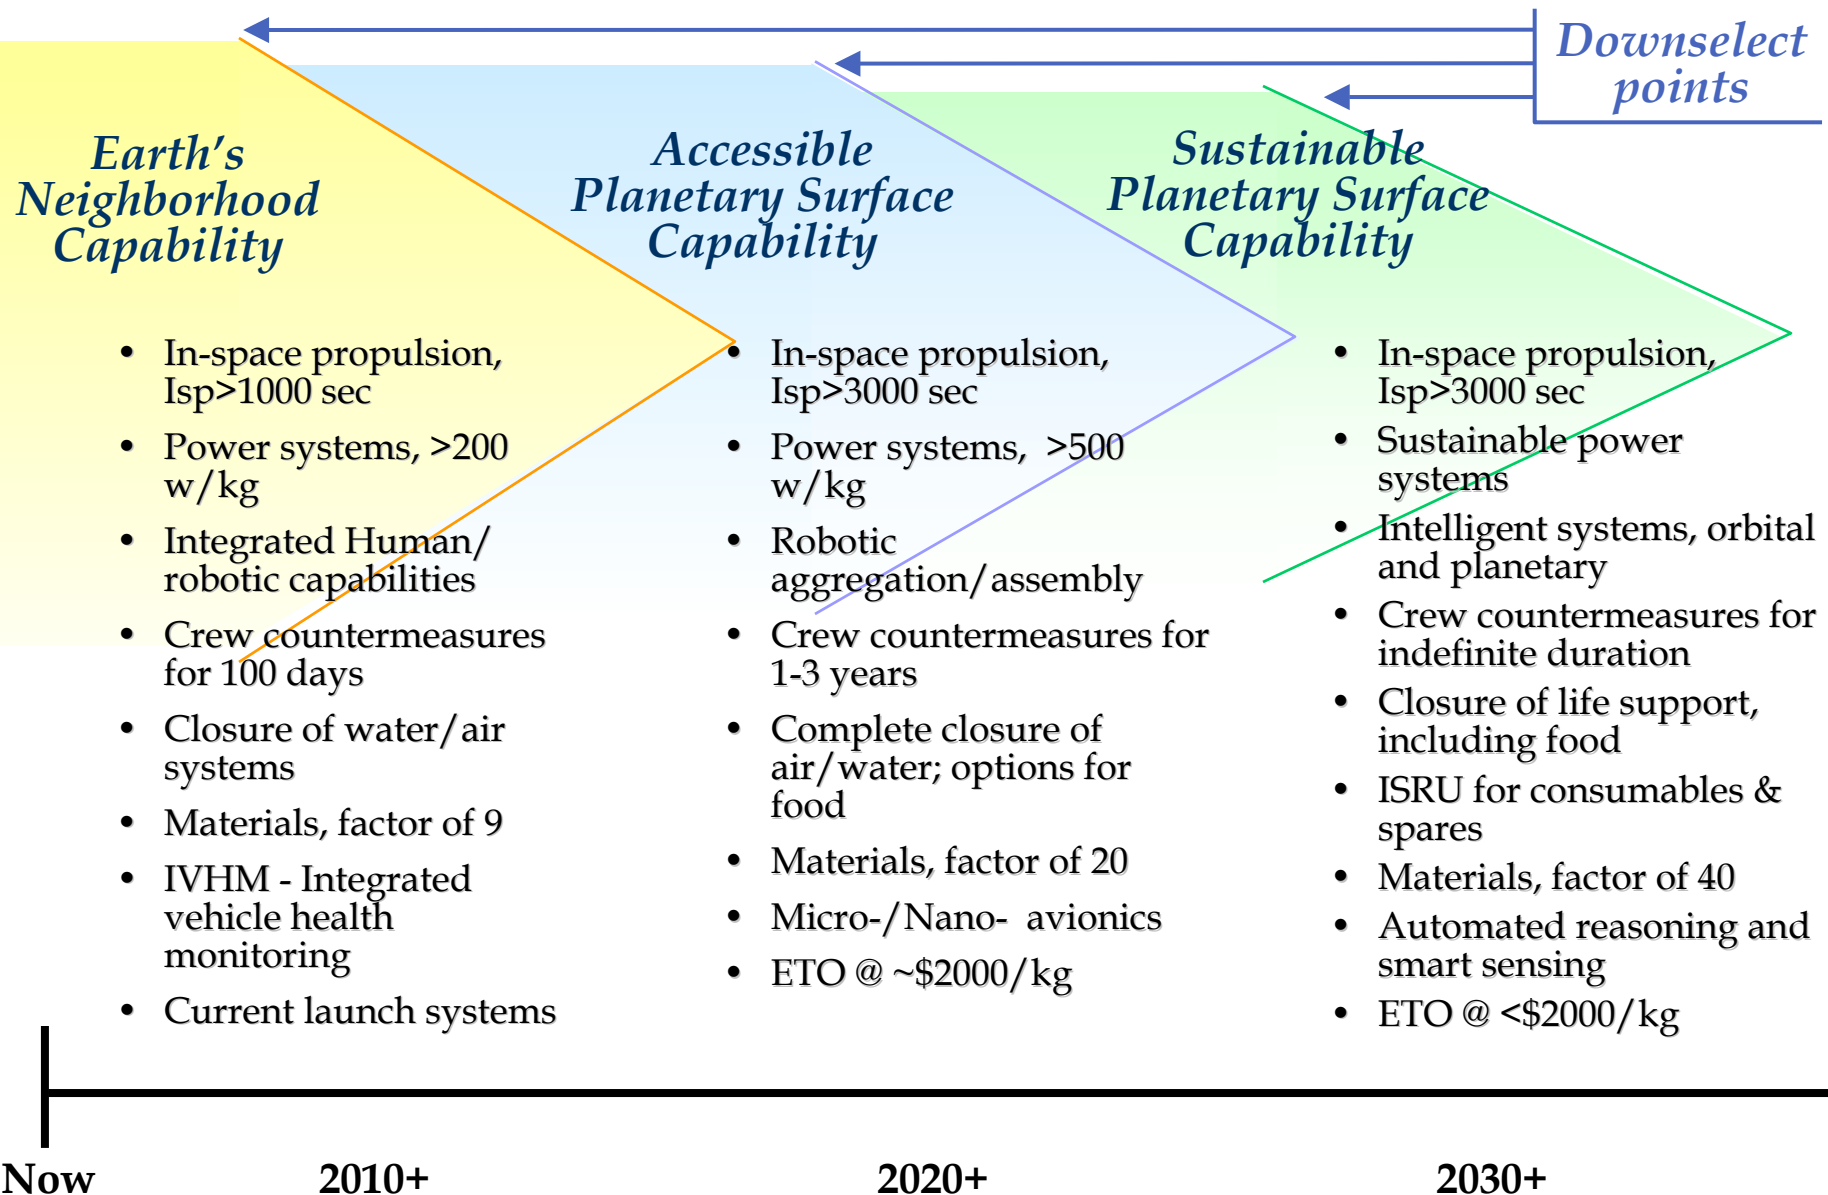 Downselect
points
Earth's
Neighborhood
Capability
• In-space propulsion,
Isp>1000 sec
• Power systems, >200
w/kg
• Integrated Human/
robotic capabilities
• Crew countermeasures
for 100 days
• Closure of water/air
systems
• Materials, factor of 9
• IVHM - Integrated
vehicle health
monitoring
• Current launch systems
Accessible
Planetary Surface
Capability
• In-space propulsion,
Isp>3000 sec
• Power systems, >500
w/kg
• Robotic
aggregation/assembly
• Crew countermeasures for
1-3 years
• Complete closure of
air/water; options for
food
• Materials, factor of 20
• Micro-/Nano- avionics
• ETO @ ~$2000/kg
Sustainable
Planetary Surface
Capability
• In-space propulsion,
Isp>3000 sec
• Sustainable power
systems
• Intelligent systems, orbital
and planetary
• Crew countermeasures for
indefinite duration
• Closure of life support,
including food
• ISRU for consumables &
spares
• Materials, factor of 40
• Automated reasoning and
smart sensing
• ETO @ <$2000/kg
Now 2010+ 2020+ 2030+